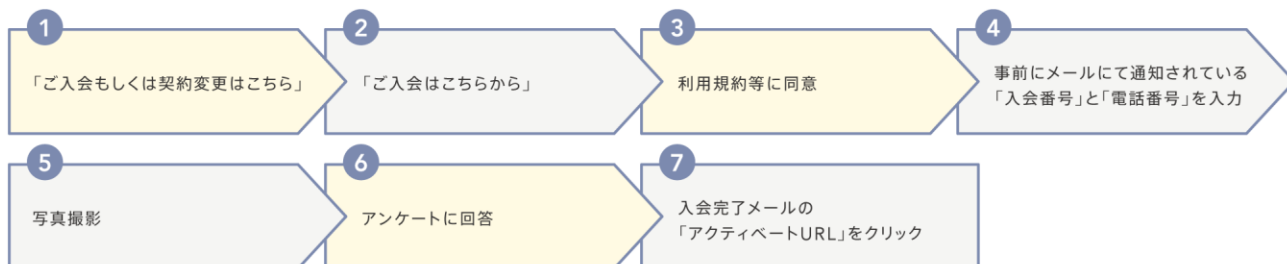 1
「ご入会もしくは契約変更はこちら」
2
「ご入会はこちらから」
3
利用規約等に同意
4
事前にメールにて通知されている
「入会番号」と「電話番号」を入力
5
写真撮影
6
アンケートに回答
7
入会完了メールの
「アクティベートURL」をクリック